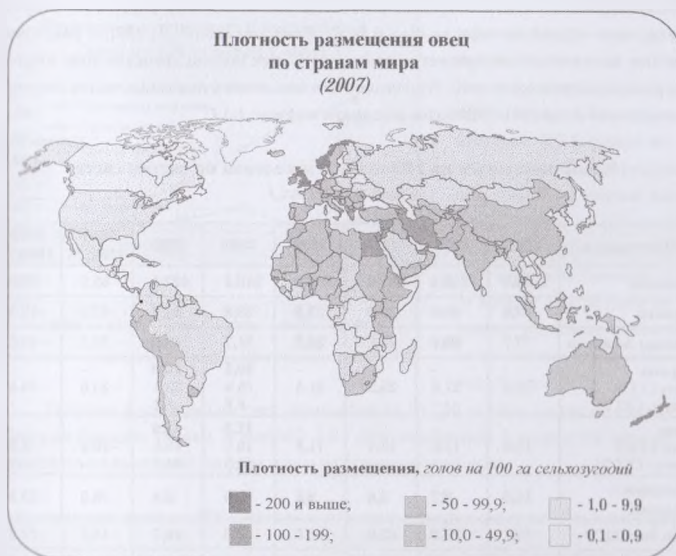 Плотность размещения овец
по странам мира
(2007)
Плотность размещения, голов на 100 га сельхозугодий
- 200 и выше; - 50 - 99,9; - 1,0 - 9,9
- 100 - 199; - 10,0 - 49,9; - 0,1 - 0,9